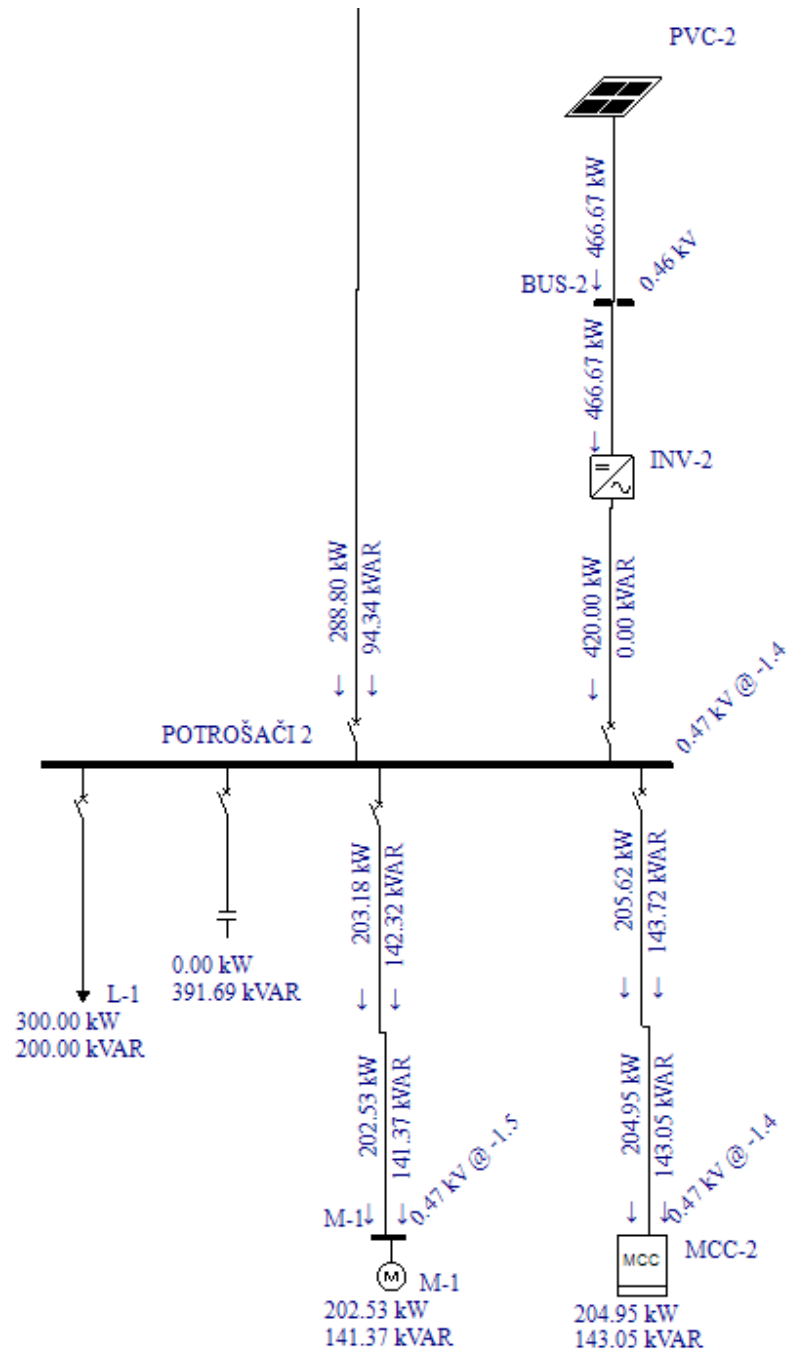 PVC-2
466.67 kW
↓
BUS-2
0.46 kV
466.67 kW
↓
INV-2
288.80 kW
94.34 kVAR
↓ ↓
420.00 kW
0.00 kVAR
↓
0.47 kV @ -1.4
POTROŠAČI 2
203.18 kW
142.32 kVAR
↓ ↓
205.62 kW
143.72 kVAR
↓ ↓
L-1
300.00 kW
200.00 kVAR
0.00 kW
391.69 kVAR
202.53 kW
141.37 kVAR
↓ ↓
0.47 kV @ -1.5
M-1
204.95 kW
143.05 kVAR
↓ ↓
0.47 kV @ -1.4
M
M-1
202.53 kW
141.37 kVAR
MCC
MCC-2
204.95 kW
143.05 kVAR